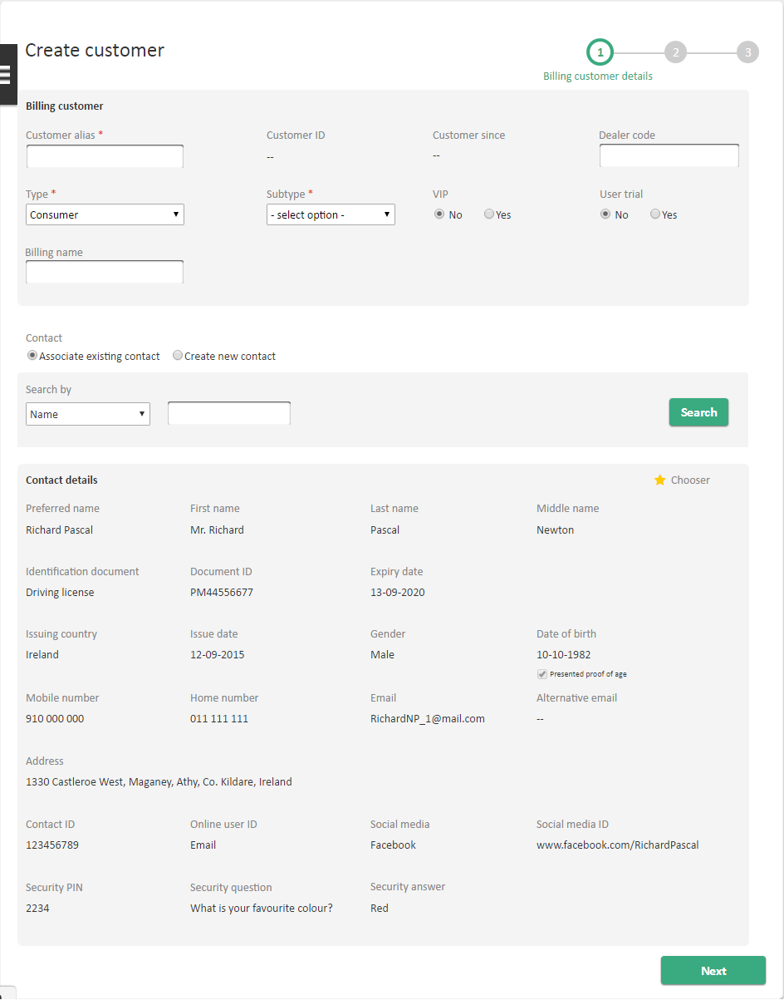 Create customer
1 2 3
Billing customer details
Billing customer
Customer alias * Customer ID Customer since Dealer code
-- --
Type * Subtype * VIP User trial
Consumer - select option - No Yes No Yes
Billing name
Contact
Associate existing contact Create new contact
Search by
Name Search
Contact details Chooser
Preferred name First name Last name Middle name
Richard Pascal Mr. Richard Pascal Newton
Identification document Document ID Expiry date
Driving license PM44556677 13-09-2020
Issuing country Issue date Gender Date of birth
Ireland 12-09-2015 Male 10-10-1982
Presented proof of age
Mobile number Home number Email Alternative email
910 000 000 011 111 111 RichardNP_1@mail.com --
Address
1330 Castleroe West, Maganey, Athy, Co. Kildare, Ireland
Contact ID Online user ID Social media Social media ID
123456789 Email Facebook www.facebook.com/RichardPascal
Security PIN Security question Security answer
2234 What is your favourite colour? Red
Next